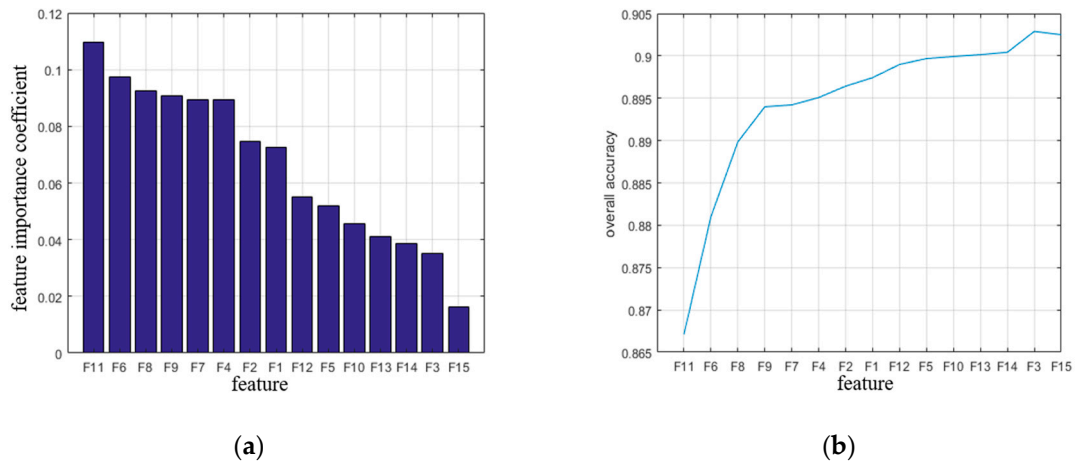 0.12
0.1
0.08
0.06
0.04
0.02
0
feature importance coefficient
F11 F6 F8 F9 F7 F4 F2 F1 F12 F5 F10 F13 F14 F3 F15
feature
(a)
0.905
0.9
0.895
0.89
0.885
0.88
0.875
0.87
0.865
overall accuracy
F11 F6 F8 F9 F7 F4 F2 F1 F12 F5 F10 F13 F14 F3 F15
feature
(b)